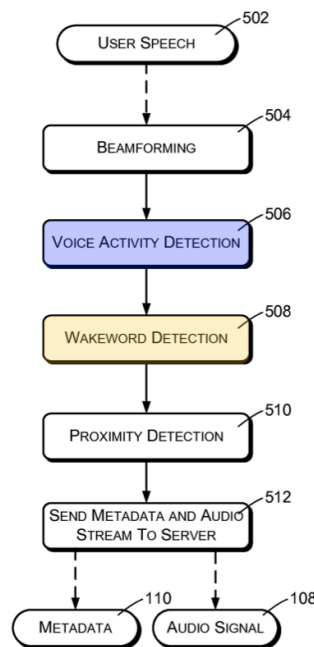 502
USER SPEECH
504
BEAMFORMING
506
VOICE ACTIVITY DETECTION
508
WAKEWORD DETECTION
510
PROXIMITY DETECTION
512
SEND METADATA AND AUDIO
STREAM TO SERVER
110
108
METADATA
AUDIO SIGNAL